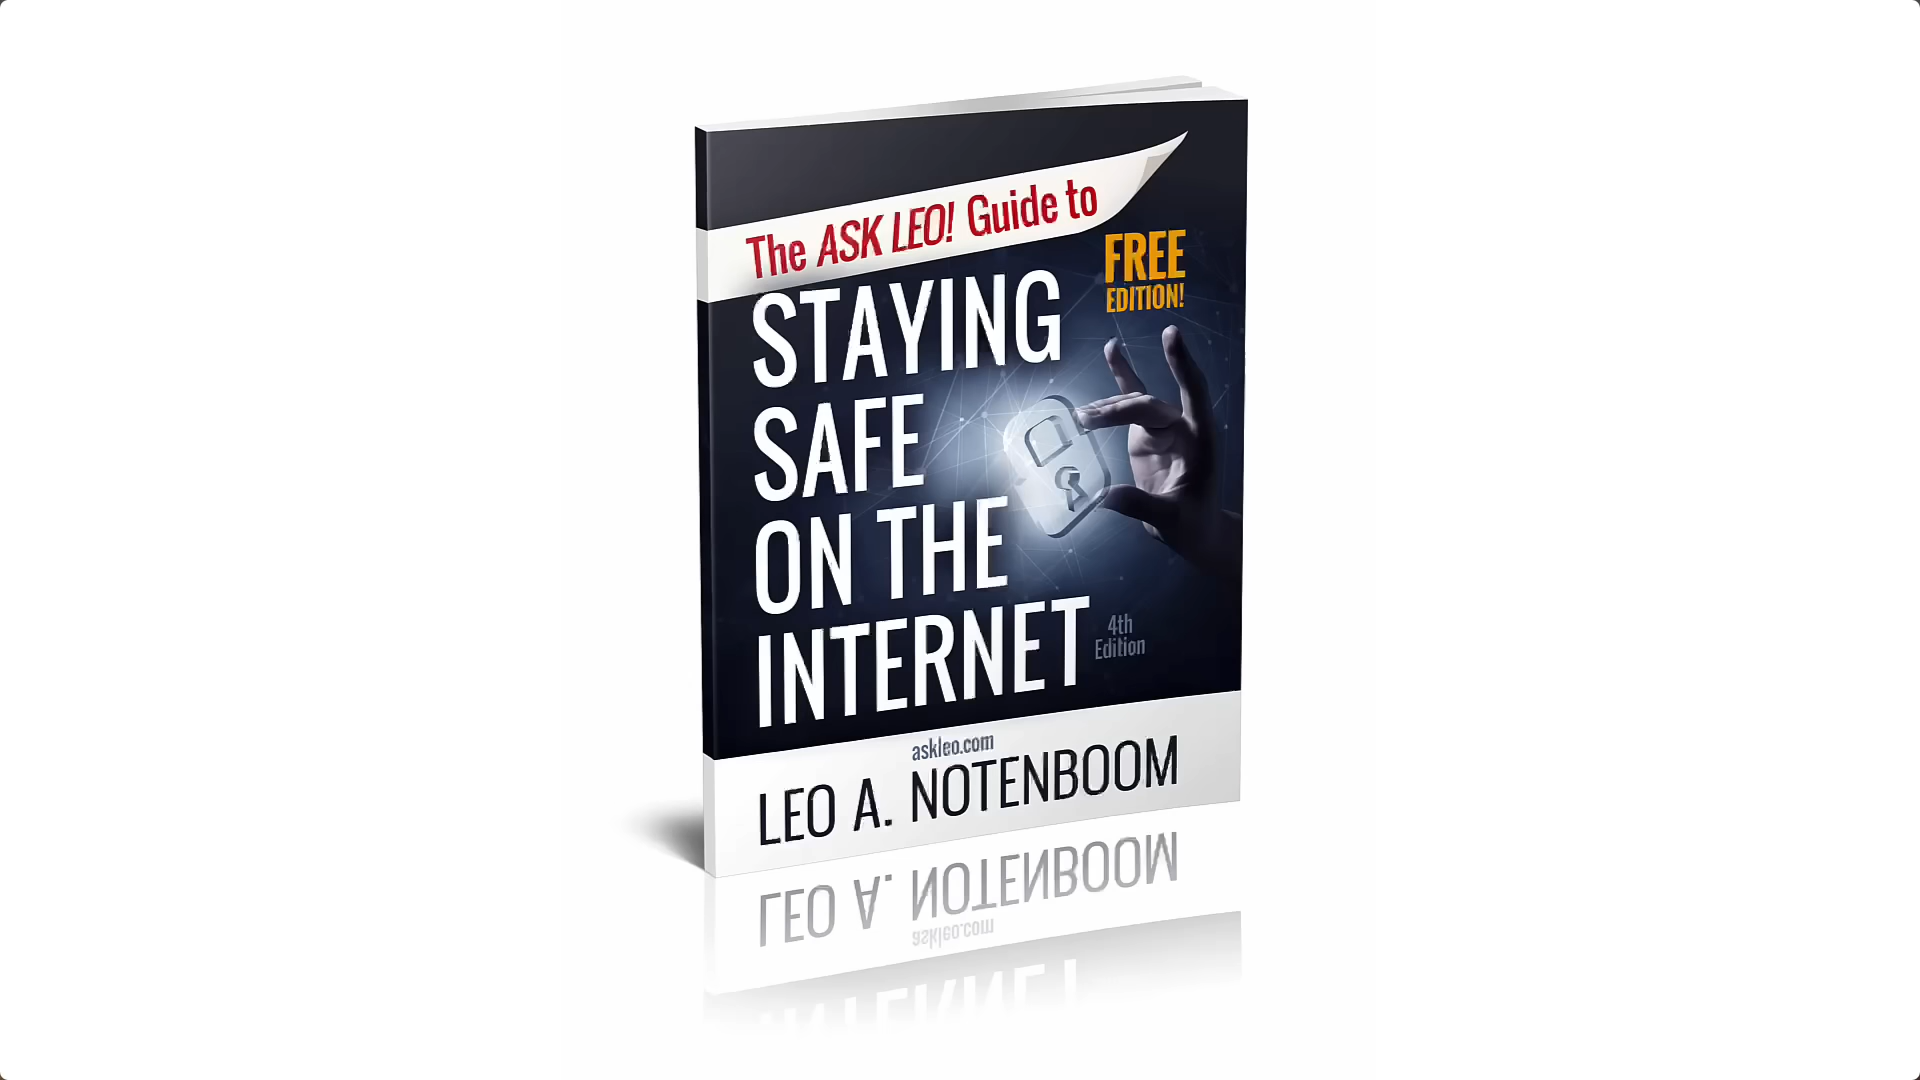 The ASK LEO! Guide to
FREE
EDITION!
STAYING
SAFE
ON THE
INTERNET
4th
Edition
askleo.com
LEO A. NOTENBOOM